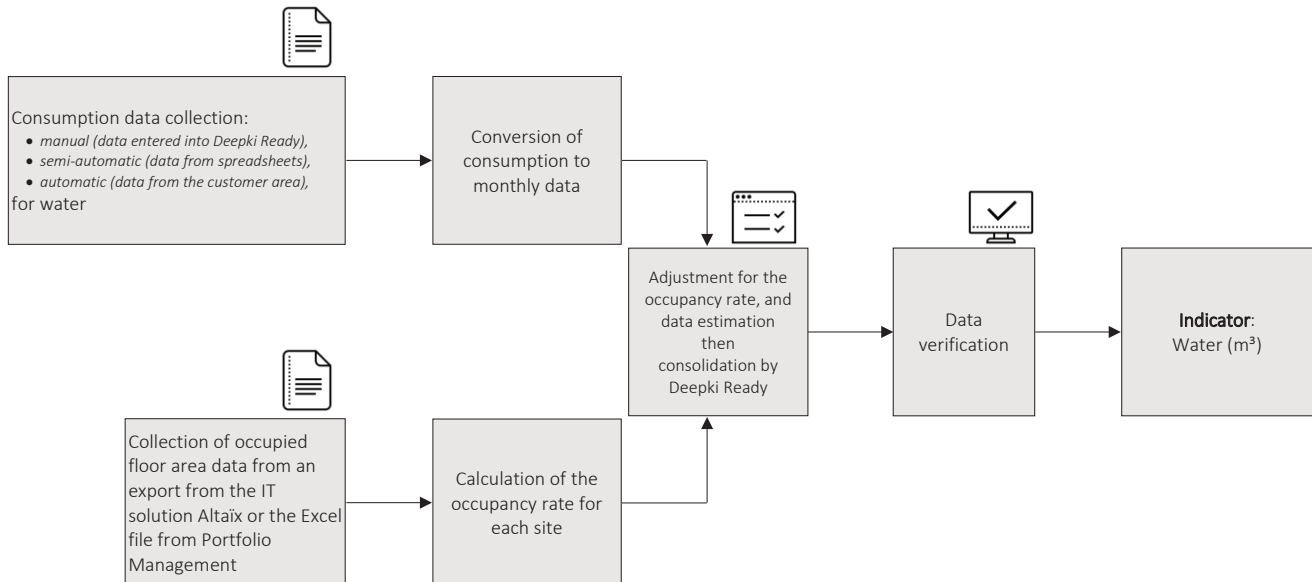 Consumption data collection:
• manual (data entered into Deepki Ready),
• semi-automatic (data from spreadsheets),
• automatic (data from the customer area),
for water
Conversion of
consumption to
monthly data
Adjustment for the
occupancy rate, and
data estimation
then
consolidation by
Deepki Ready
Data
verification
Indicator:
Water (m³)
Collection of occupied
floor area data from an
export from the IT
solution Altaïx or the Excel
file from Portfolio
Management
Calculation of the
occupancy rate for
each site